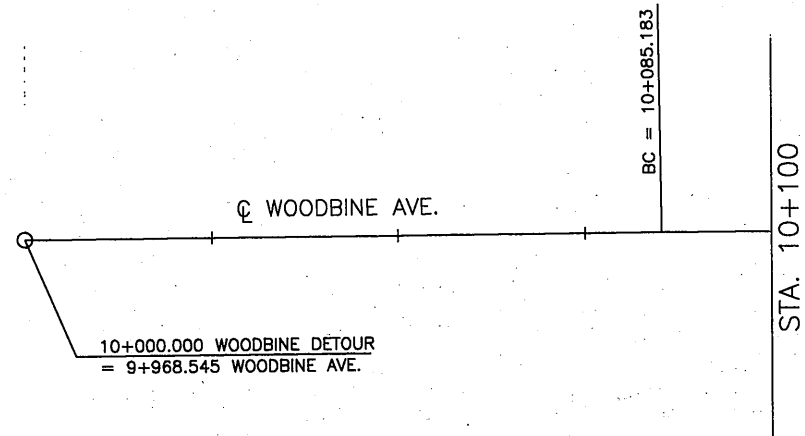 BC = 10+085.183
℄ WOODBINE AVE.
STA. 10+100
10+000.000 WOODBINE DETOUR
= 9+968.545 WOODBINE AVE.